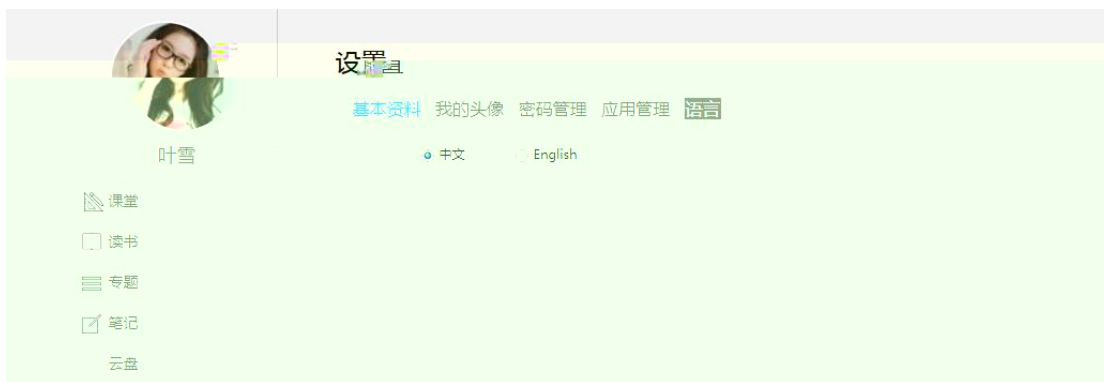 设置
基本资料 我的头像 密码管理 应用管理 语言
中文 English
叶雪
课堂
读书
专题
笔记
云盘